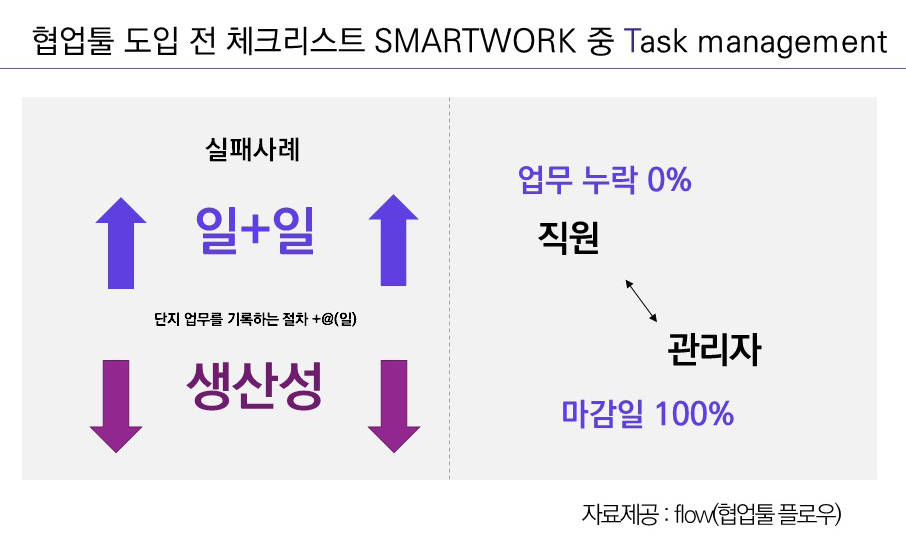 협업툴 도입 전 체크리스트 SMARTWORK 중 Task management
실패사례
일+일
단지 업무를 기록하는 절차 +@(일)
생산성
업무 누락 0%
직원
관리자
마감일 100%
자료제공 : flow(협업툴 플로우)